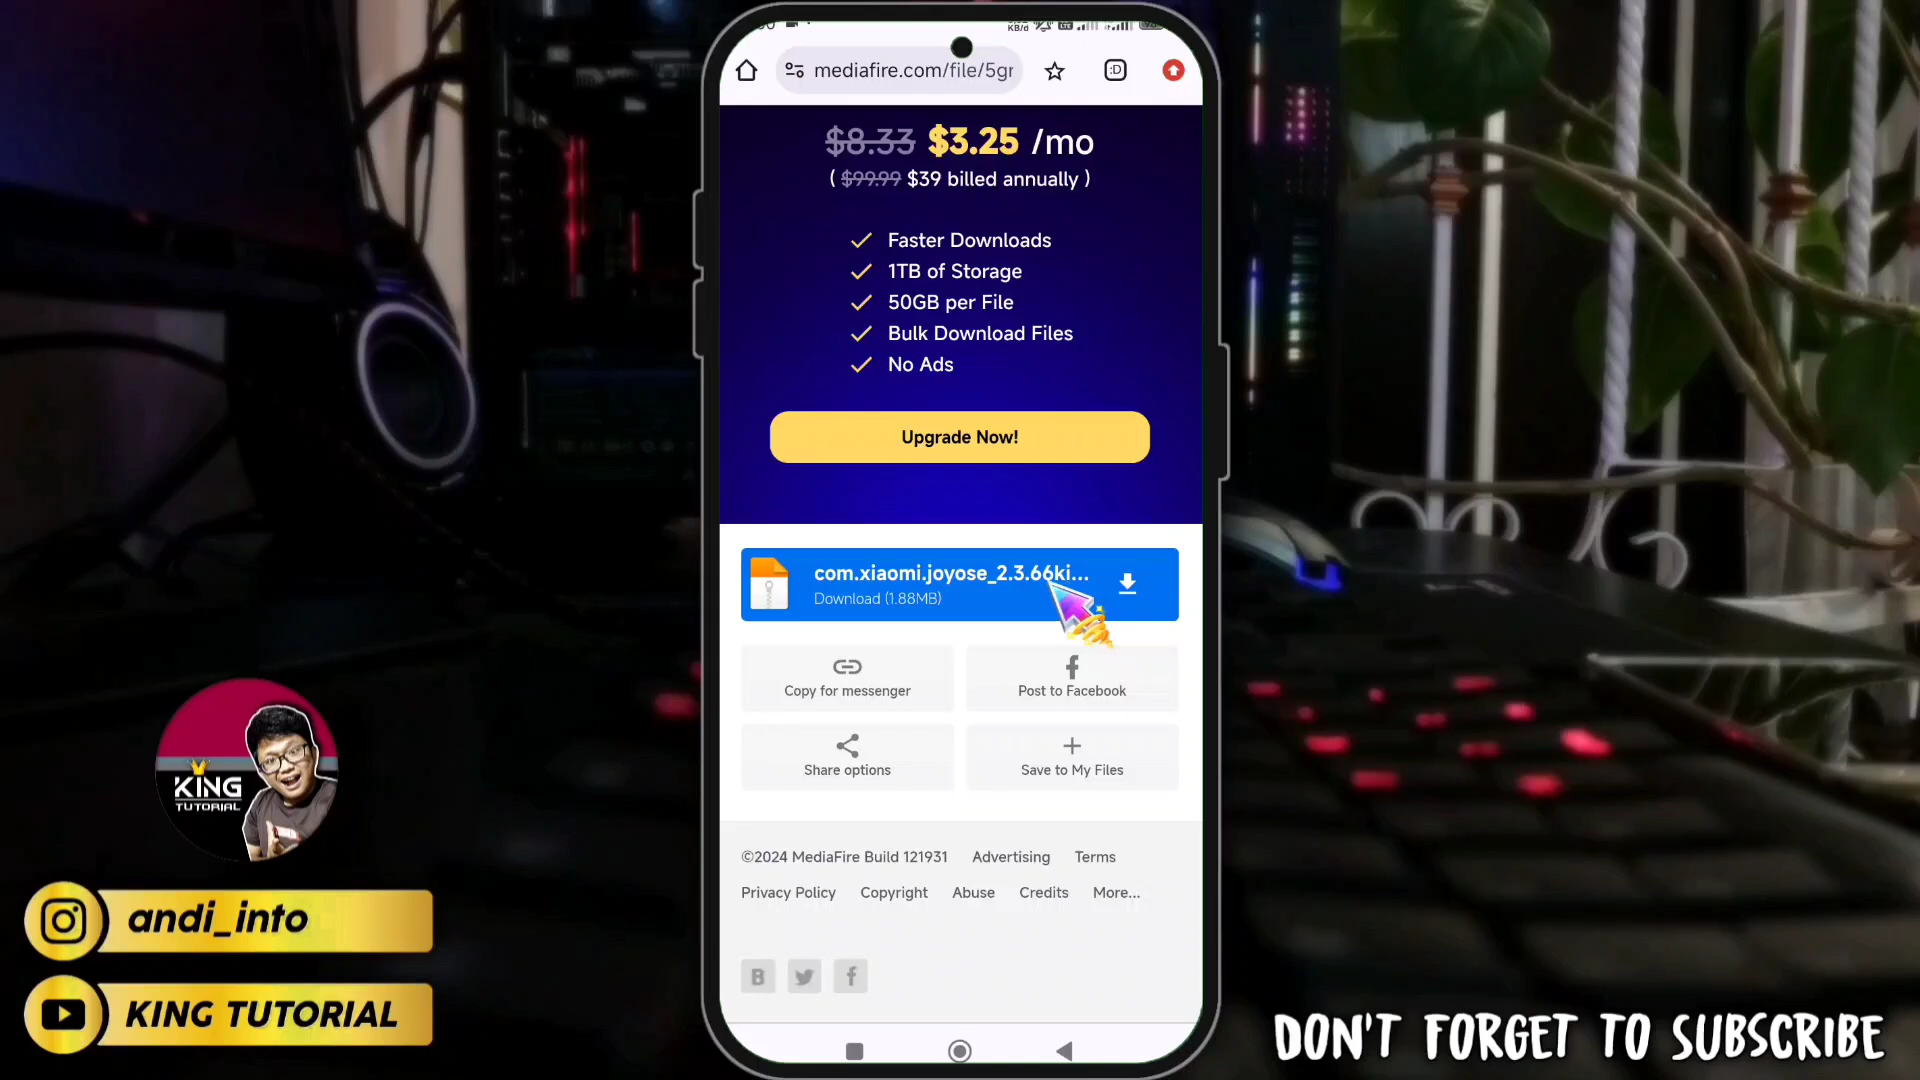 KB/d
mediafire.com/file/5gr
:D
$8.33 $3.25 /mo
( $99.99 $39 billed annually )
Faster Downloads
1TB of Storage
50GB per File
Bulk Download Files
No Ads
Upgrade Now!
com.xiaomi.joyose_2.3.66ki...
Download (1.88MB)
Copy for messenger
Post to Facebook
Share options
Save to My Files
©2024 MediaFire Build 121931 Advertising Terms
Privacy Policy Copyright Abuse Credits More...
KING
TUTORIAL
andi_into
KING TUTORIAL
DON'T FORGET TO SUBSCRIBE